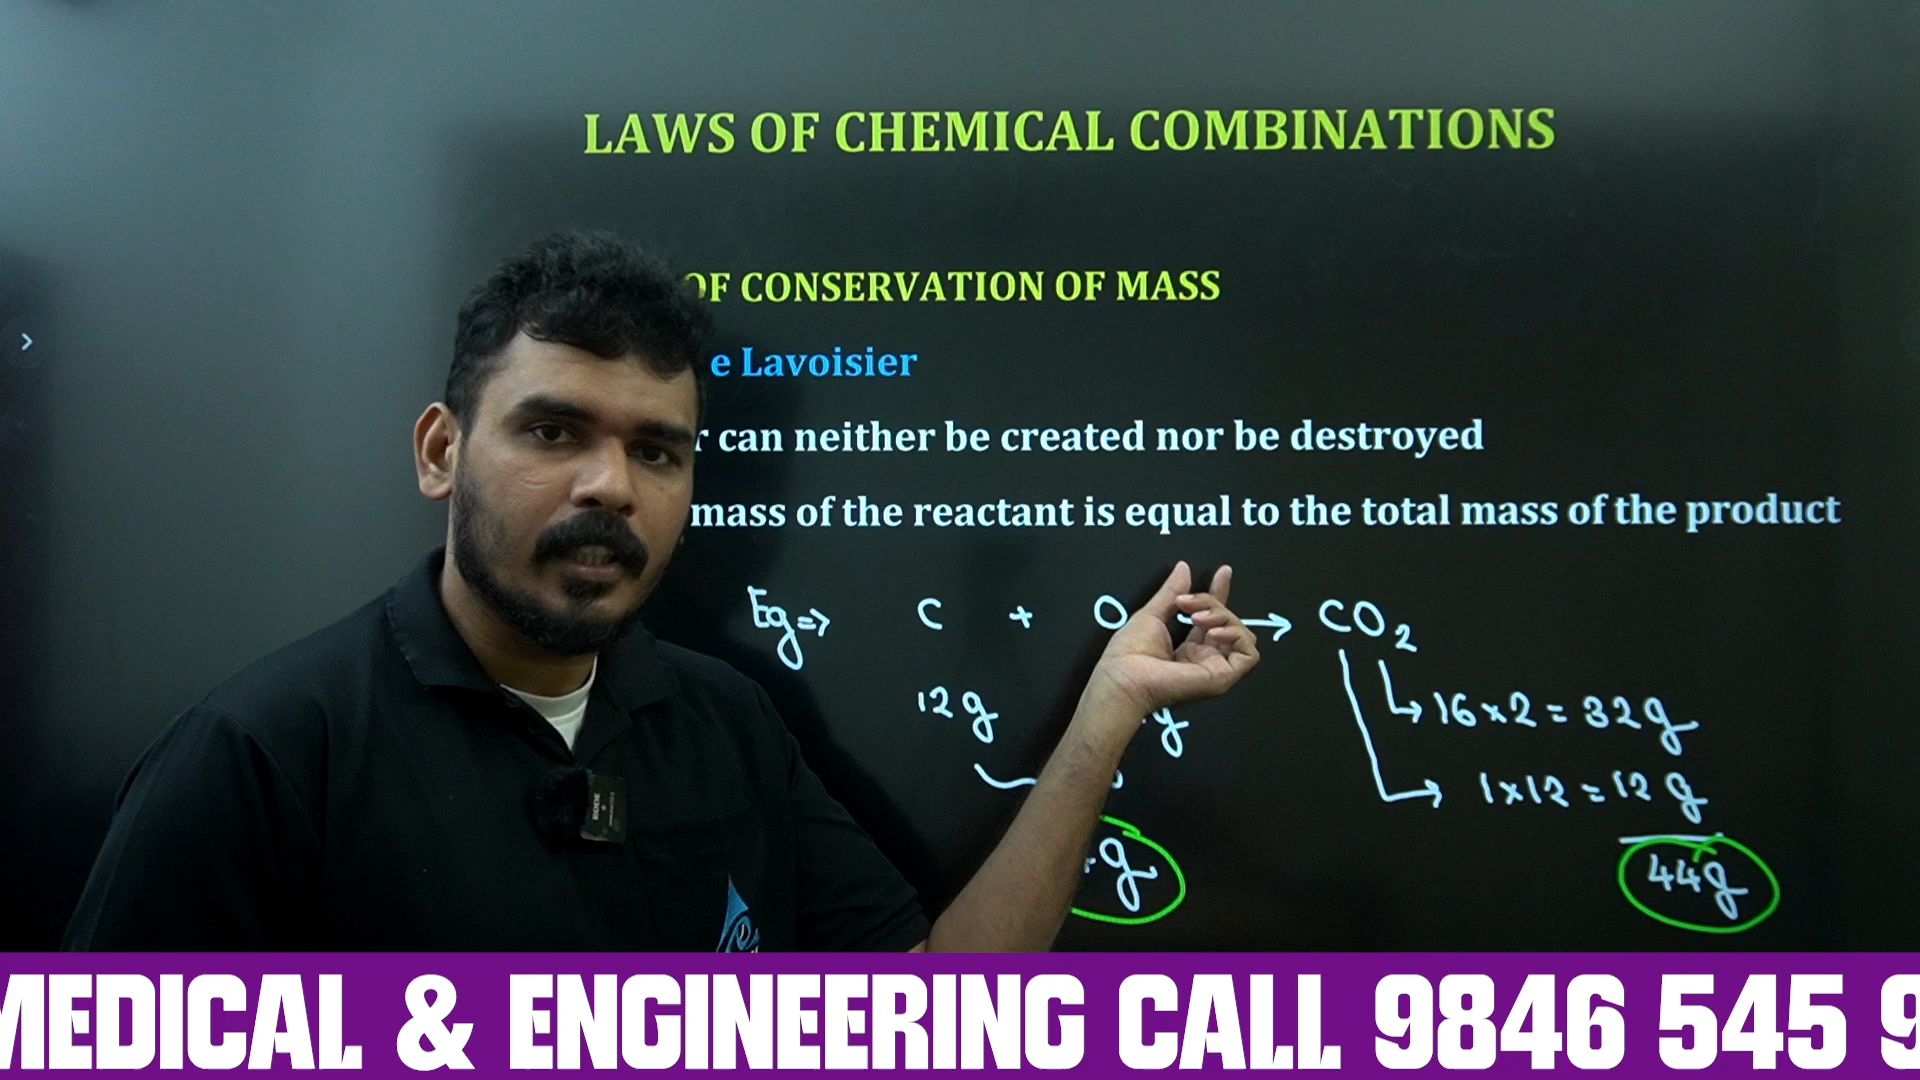 LAWS OF CHEMICAL COMBINATIONS
OF CONSERVATION OF MASS
e Lavoisier
r can neither be created nor be destroyed
mass of the reactant is equal to the total mass of the product
Eg => C + O → CO2
12g g
16×2=32g
1×12=12g
g
44g
RODE
MEDICAL & ENGINEERING CALL 9846 545 9